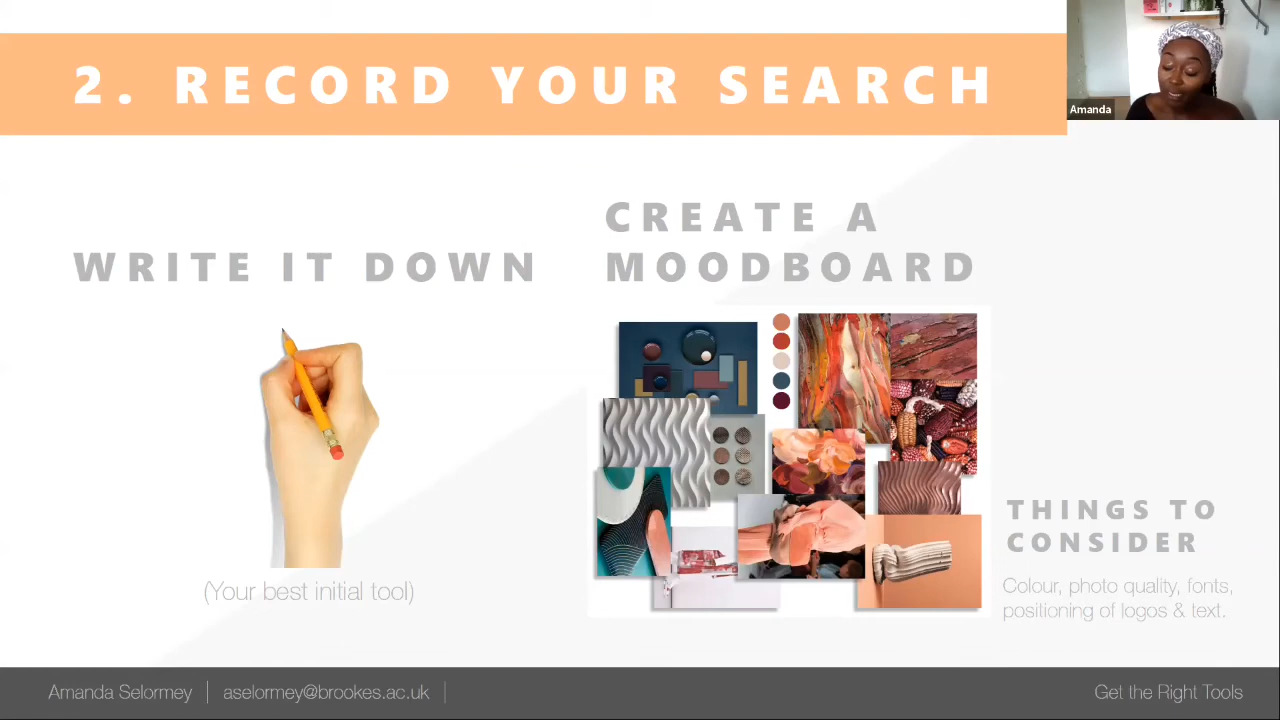 2. RECORD YOUR SEARCH
Amanda
WRITE IT DOWN
CREATE A
MOODBOARD
(Your best initial tool)
THINGS TO
CONSIDER
Colour, photo quality, fonts,
positioning of logos & text.
Amanda Selormey | aselormey@brookes.ac.uk |
Get the Right Tools